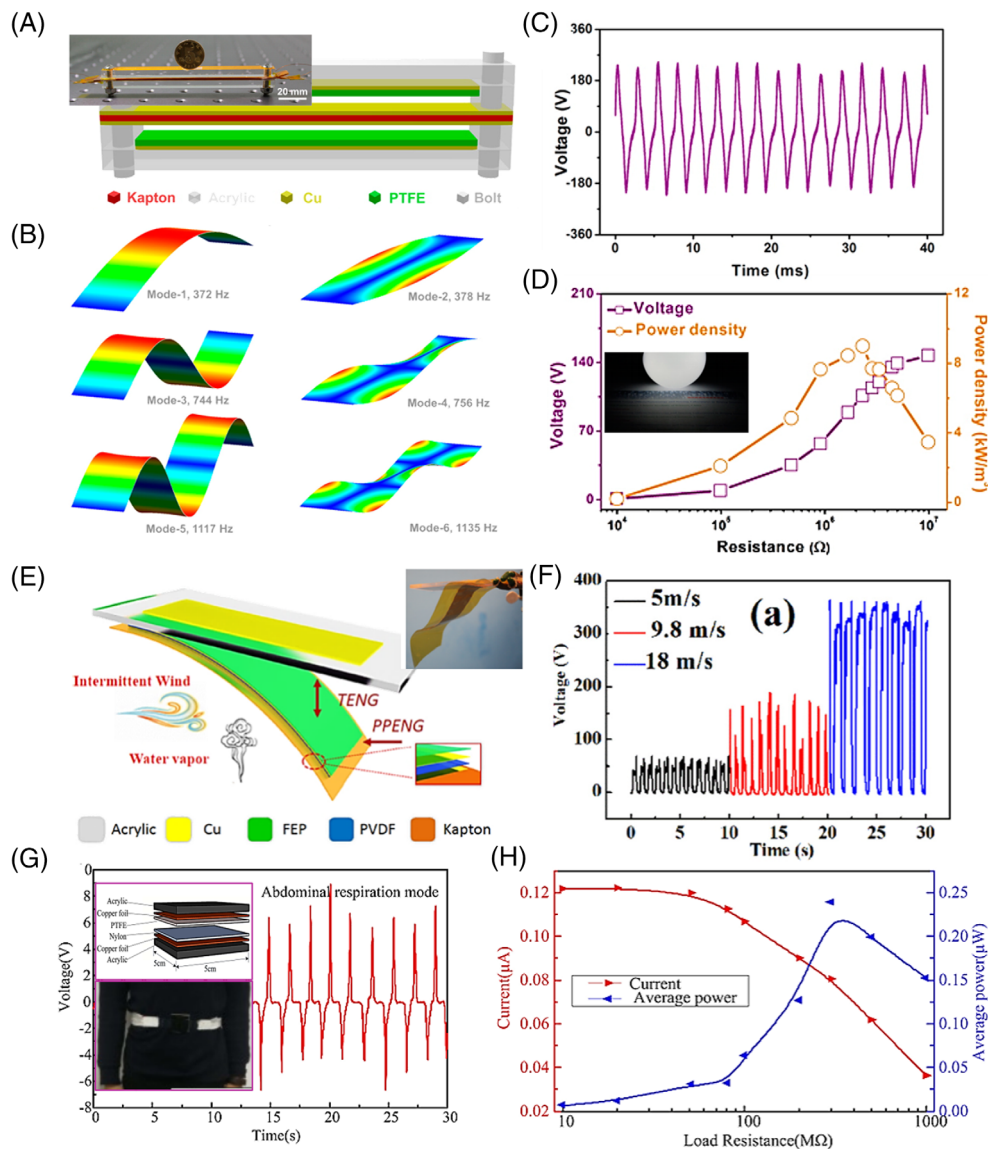 (A)
20 mm
Kapton Acrylic Cu PTFE Bolt
(B)
Mode-1, 372 Hz
Mode-2, 378 Hz
Mode-3, 744 Hz
Mode-4, 756 Hz
Mode-5, 1117 Hz
Mode-6, 1135 Hz
(C)
360
180
0
-180
-360
Voltage (V)
0 10 20 30 40
Time (ms)
(D)
210
140
70
0
Voltage (V)
Voltage
Power density
12
8
4
0
Power density (kW/m²)
10⁴ 10⁵ 10⁶ 10⁷
Resistance (Ω)
(E)
Intermittent Wind
Water vapor
TENG
PPENG
Acrylic Cu FEP PVDF Kapton
(F)
400
300
200
100
0
Voltage (V)
5m/s
9.8 m/s
18 m/s
(a)
0 5 10 15 20 25 30
Time (s)
(G)
8
6
4
2
0
-2
-4
-6
-8
Voltage(V)
Abdominal respiration mode
Acrylic
Copper foil
PTFE
Nylon
Copper foil
Acrylic
5cm
5cm
0 5 10 15 20 25 30
Time(s)
(H)
0.12
0.10
0.08
0.06
0.04
0.02
Current(μA)
Current
Average power
0.25
0.20
0.15
0.10
0.05
0.00
Average power(μW)
10 100 1000
Load Resistance(MΩ)